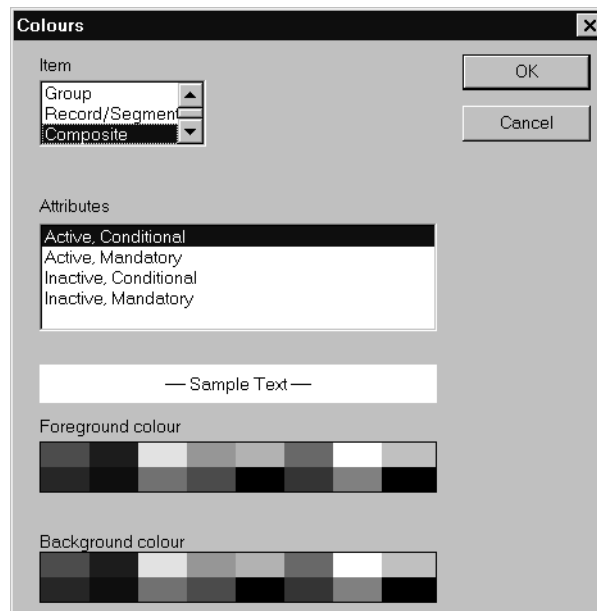 Colours
Item
OK
Group
Record/Segment
Composite
Cancel
Attributes
Active, Conditional
Active, Mandatory
Inactive, Conditional
Inactive, Mandatory
— Sample Text —
Foreground colour
Background colour